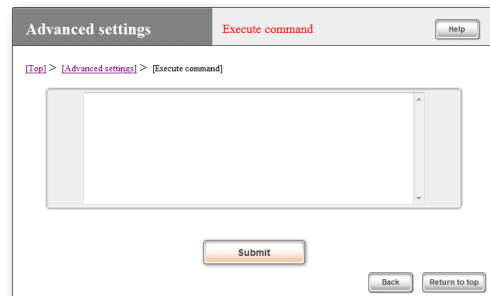 Advanced settings
Execute command
Help
[Top] > [Advanced settings] > [Execute command]
Submit
Back
Return to top